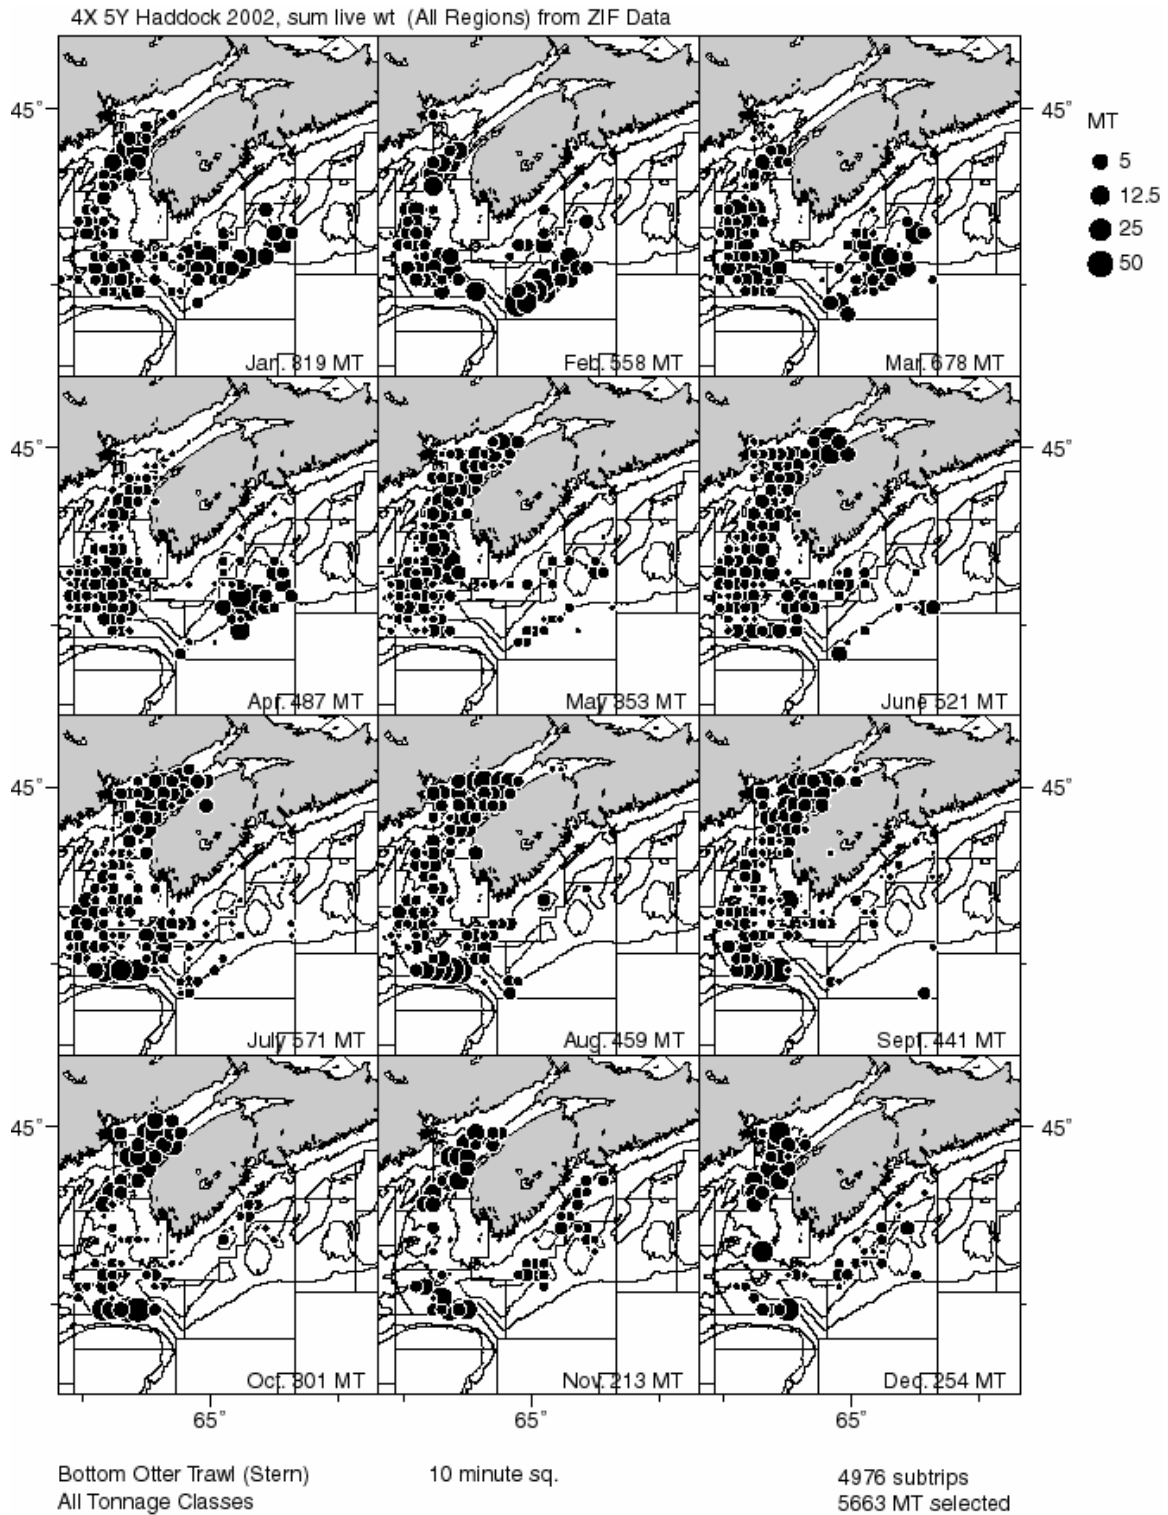 4X 5Y Haddock 2002, sum live wt (All Regions) from ZIF Data
45°
45°
MT
5
12.5
25
50
Jan. 819 MT
Feb. 558 MT
Mar. 678 MT
45°
45°
Apr. 487 MT
May 353 MT
June 521 MT
45°
45°
July 571 MT
Aug. 459 MT
Sept. 441 MT
45°
45°
Oct. 301 MT
Nov. 213 MT
Dec. 254 MT
65°
65°
65°
Bottom Otter Trawl (Stern)
10 minute sq.
4976 subtrips
All Tonnage Classes
5663 MT selected